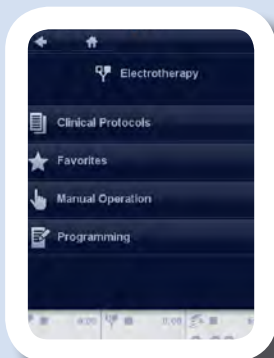 Electrotherapy
Clinical Protocols
Favorites
Manual Operation
Programming